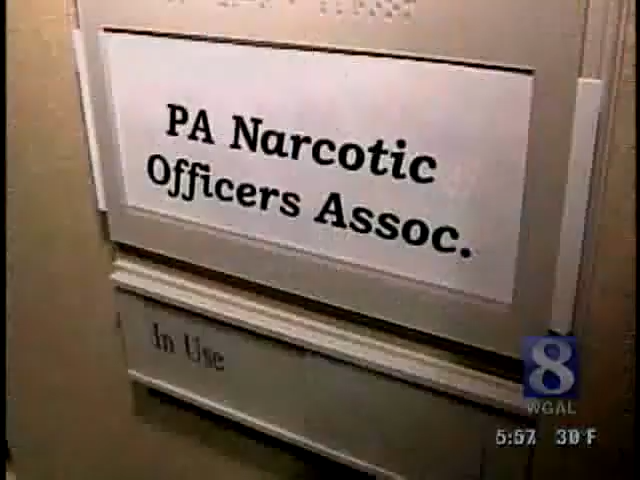 PA Narcotic
Officers Assoc.
In Use
8
WGAL
5:57 30°F